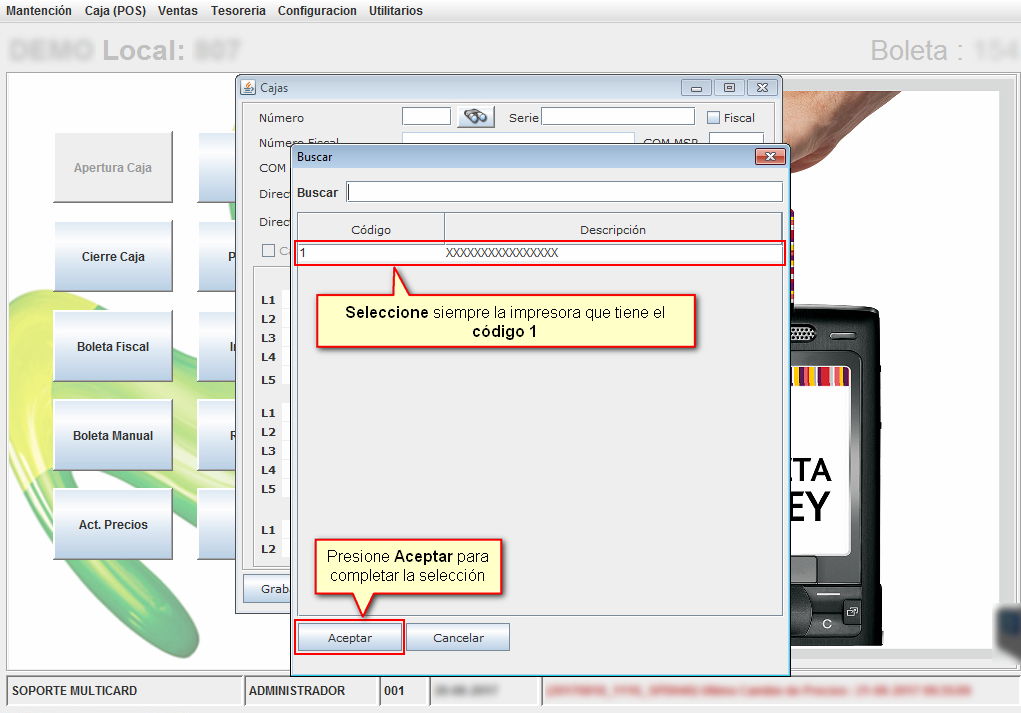 Mantención Caja (POS) Ventas Tesoreria Configuracion Utilitarios
DEMO Local: 807
Boleta : 154
Cajas
Número
Serie
Fiscal
Número Fiscal
COM MSR
COM
Direc
Direc
Buscar
Buscar
Código Descripción
1 XXXXXXXXXXXXXXX
Seleccione siempre la impresora que tiene el
código 1
L1
L2
L3
L4
L5
L1
L2
L3
L4
L5
L1
L2
Presione Aceptar para
completar la selección
Grab
Aceptar Cancelar
Apertura Caja
Cierre Caja
P
Boleta Fiscal
Boleta Manual
R
Act. Precios
TA
EY
C
SOPORTE MULTICARD ADMINISTRADOR 001